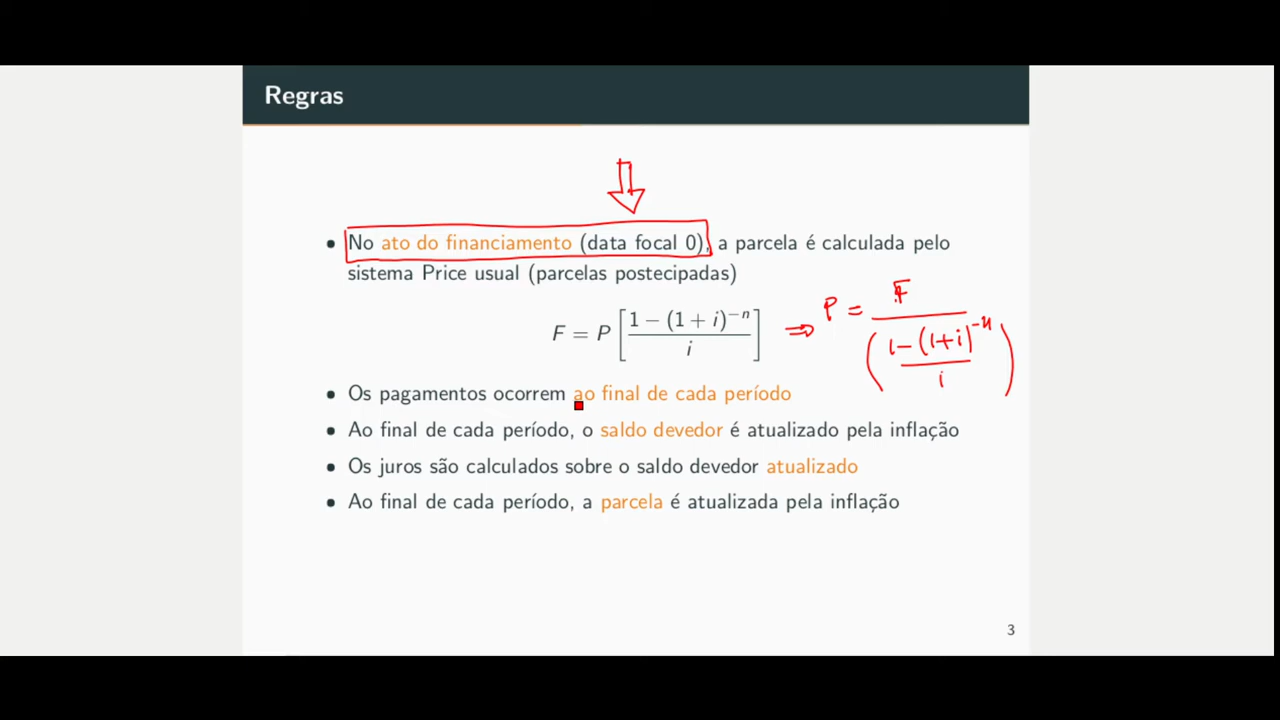 Regras
• No ato do financiamento (data focal 0), a parcela é calculada pelo
sistema Price usual (parcelas postecipadas)
F = P [ 1 − (1 + i)^−n / i ] ⇒ P = F / ( 1 − (1+i)^−n / i )
• Os pagamentos ocorrem ao final de cada período
• Ao final de cada período, o saldo devedor é atualizado pela inflação
• Os juros são calculados sobre o saldo devedor atualizado
• Ao final de cada período, a parcela é atualizada pela inflação
3